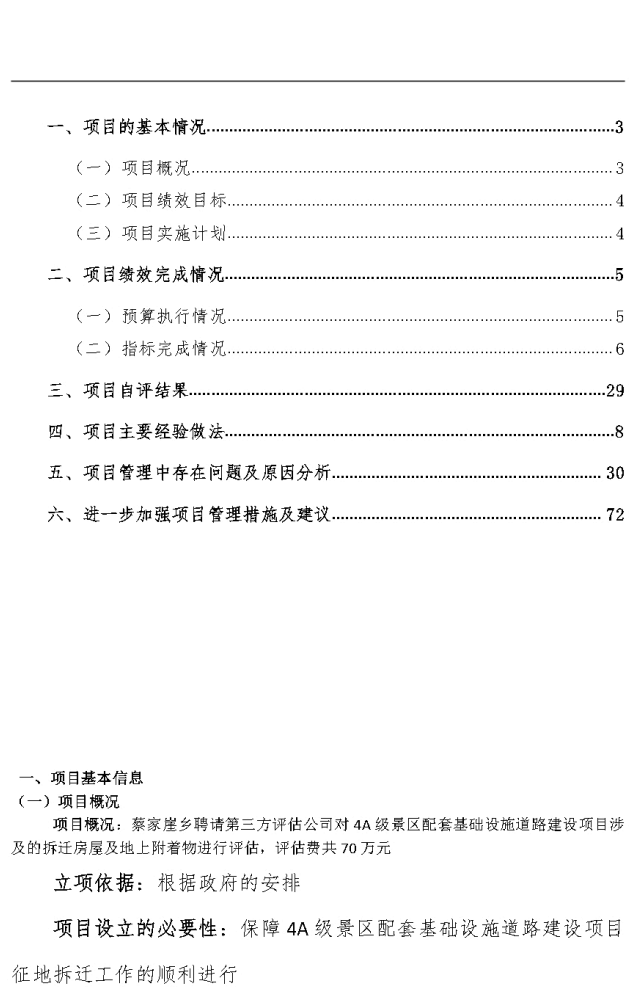 一、项目的基本情况............3
（一）项目概况............3
（二）项目绩效目标............4
（三）项目实施计划............4
二、项目绩效完成情况............5
（一）预算执行情况............5
（二）指标完成情况............6
三、项目自评结果............29
四、项目主要经验做法............8
五、项目管理中存在问题及原因分析............30
六、进一步加强项目管理措施及建议............72
一、项目基本信息
（一）项目概况
项目概况：蔡家崖乡聘请第三方评估公司对 4A 级景区配套基础设施道路建设项目涉
及的拆迁房屋及地上附着物进行评估，评估费共 70 万元
立项依据：根据政府的安排
项目设立的必要性：保障 4A 级景区配套基础设施道路建设项目
征地拆迁工作的顺利进行